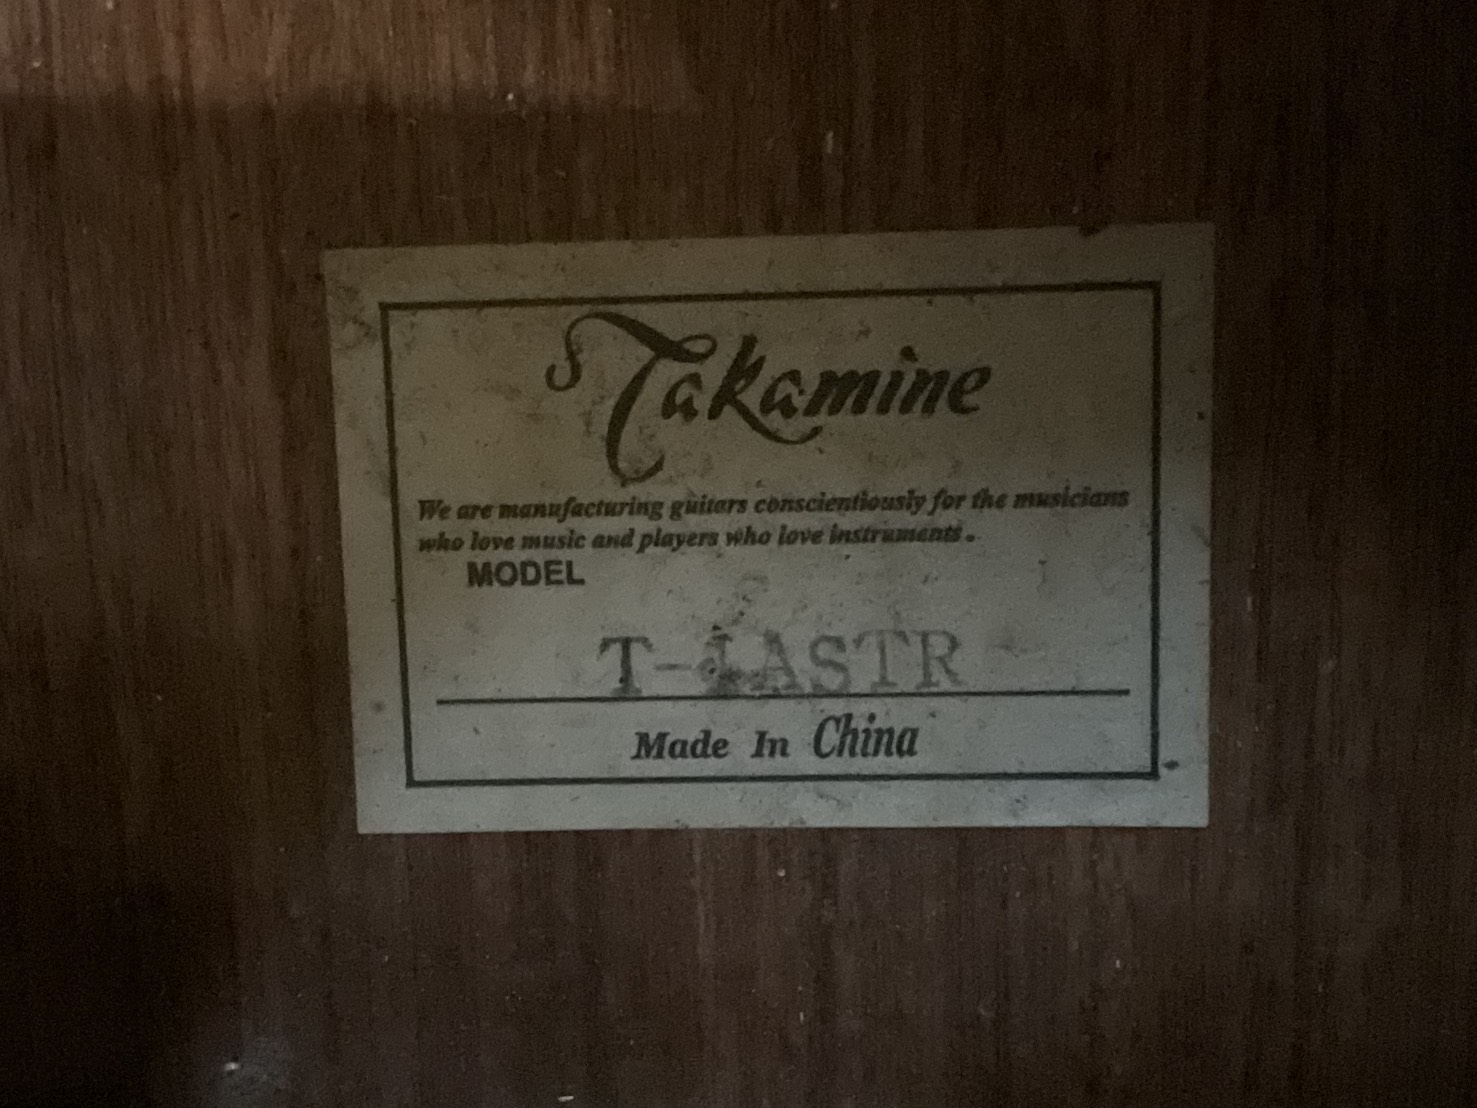 Takamine
We are manufacturing guitars conscientiously for the musicians
who love music and players who love instruments.
MODEL
Made In China